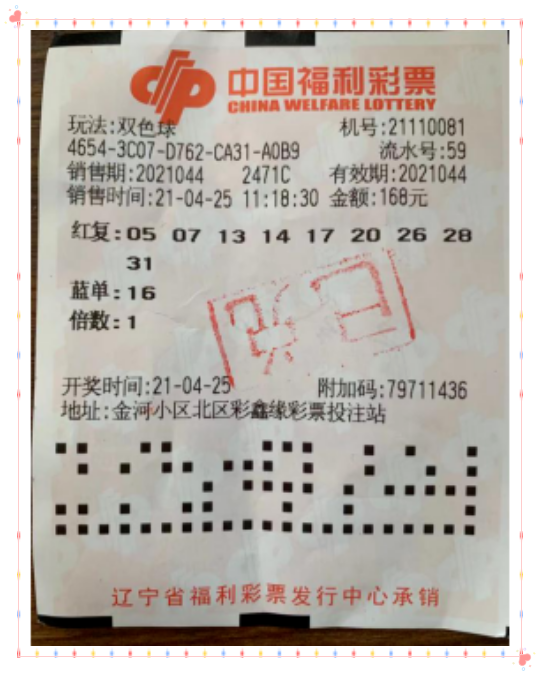 中国福利彩票
CHINA WELFARE LOTTERY
玩法:双色球 机号:21110081
4654-3C07-D762-CA31-A0B9 流水号:59
销售期:2021044 2471C 有效期:2021044
销售时间:21-04-25 11:18:30 金额:168元
红复:05 07 13 14 17 20 26 28
31
蓝单:16
倍数:1
开奖时间:21-04-25 附加码:79711436
地址:金河小区北区彩鑫缘彩票投注站
辽宁省福利彩票发行中心承销